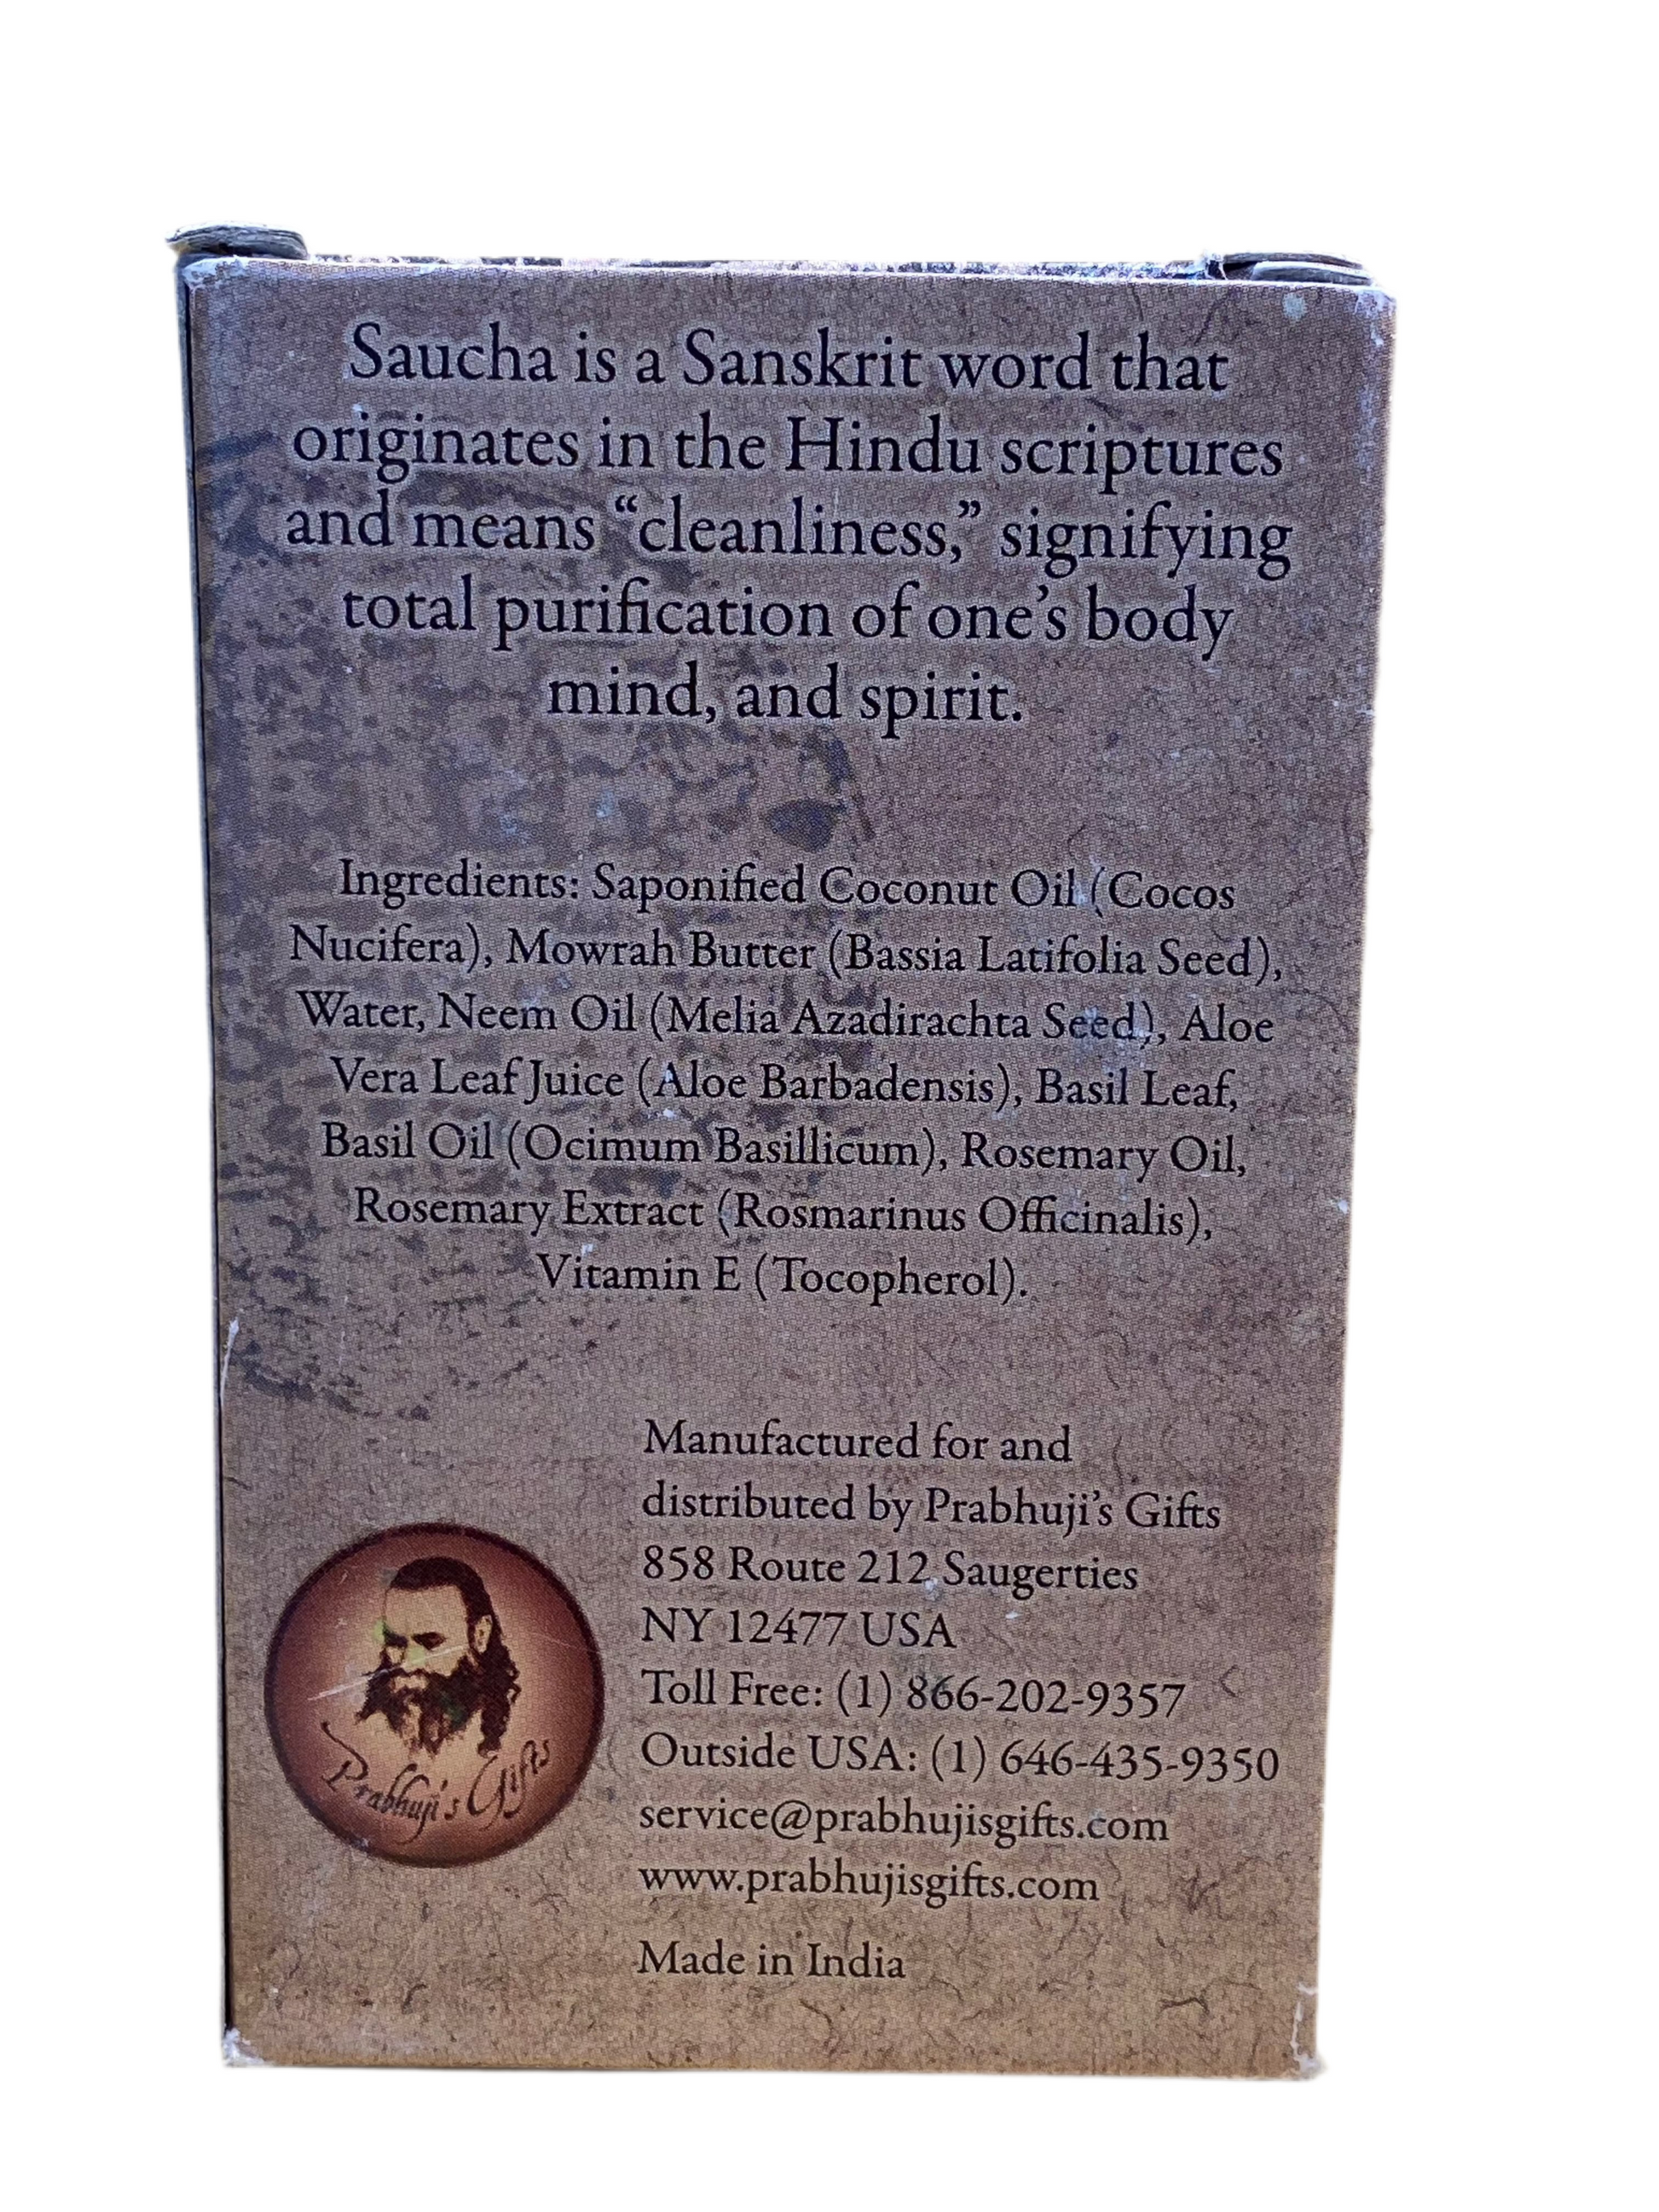 Saucha is a Sanskrit word that
originates in the Hindu scriptures
and means “cleanliness,” signifying
total purification of one’s body
mind, and spirit.
Ingredients: Saponified Coconut Oil (Cocos
Nucifera), Mowrah Butter (Bassia Latifolia Seed),
Water, Neem Oil (Melia Azadirachta Seed), Aloe
Vera Leaf Juice (Aloe Barbadensis), Basil Leaf,
Basil Oil (Ocimum Basillicum), Rosemary Oil,
Rosemary Extract (Rosmarinus Officinalis),
Vitamin E (Tocopherol).
Manufactured for and
distributed by Prabhuji’s Gifts
858 Route 212, Saugerties
NY 12477 USA
Toll Free: (1) 866-202-9357
Outside USA: (1) 646-435-9350
service@prabhujisgifts.com
www.prabhujisgifts.com
Made in India
Prabhuji's Gifts